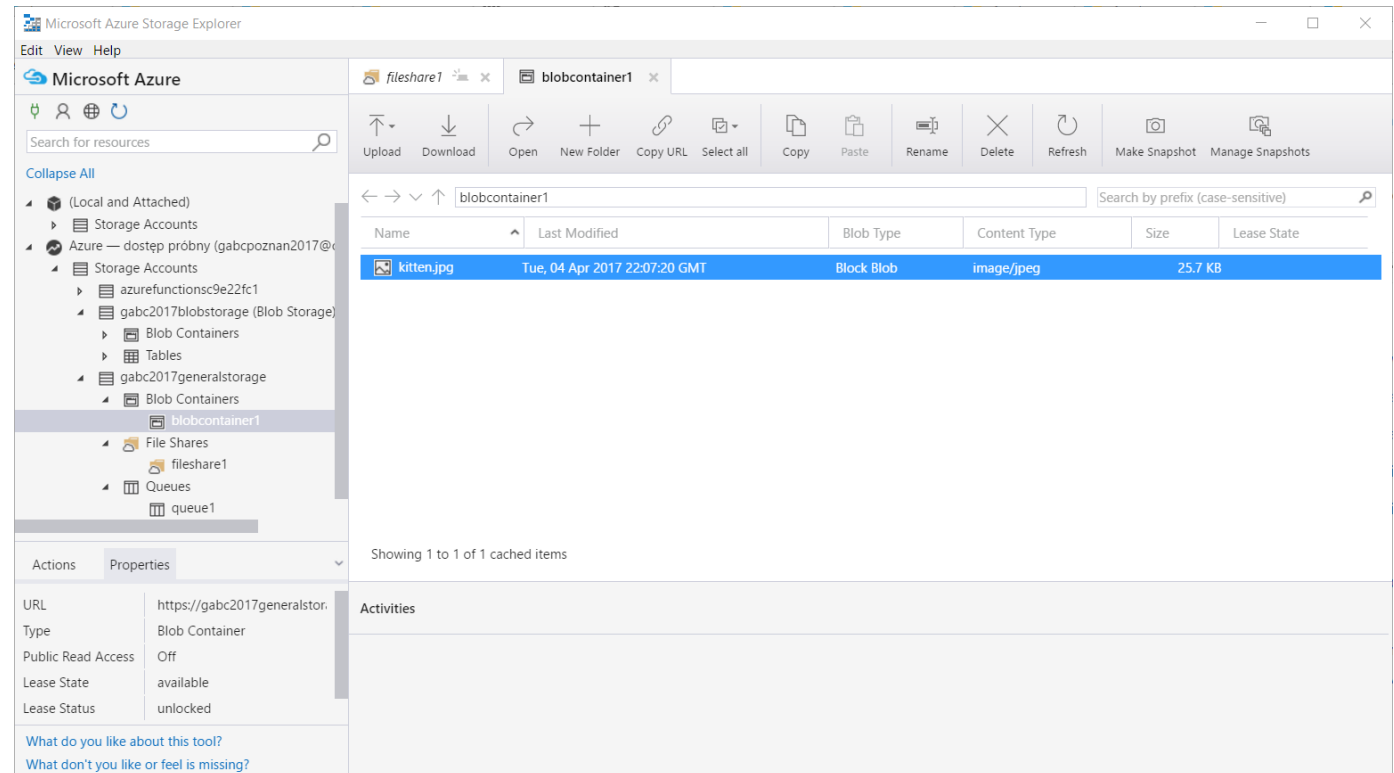 Microsoft Azure Storage Explorer
Edit View Help
Microsoft Azure
Search for resources
Collapse All
(Local and Attached)
Storage Accounts
Azure — dostęp próbny (gabcpoznan2017@
Storage Accounts
azurefunctionsc9e22fc1
gabc2017blobstorage (Blob Storage)
Blob Containers
Tables
gabc2017generalstorage
Blob Containers
blobcontainer1
File Shares
fileshare1
Queues
queue1
Actions Properties
URL https://gabc2017generalstor
Type Blob Container
Public Read Access Off
Lease State available
Lease Status unlocked
What do you like about this tool?
What don't you like or feel is missing?
fileshare1 blobcontainer1
Upload Download Open New Folder Copy URL Select all Copy Paste Rename Delete Refresh Make Snapshot Manage Snapshots
blobcontainer1 Search by prefix (case-sensitive)
Name Last Modified Blob Type Content Type Size Lease State
kitten.jpg Tue, 04 Apr 2017 22:07:20 GMT Block Blob image/jpeg 25.7 KB
Showing 1 to 1 of 1 cached items
Activities